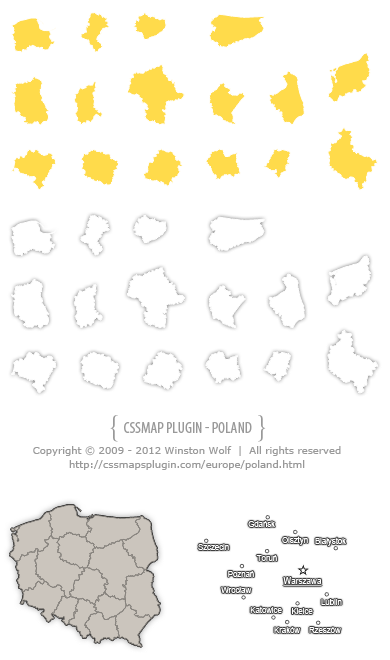 { CSSMAP PLUGIN - POLAND }
Copyright © 2009 - 2012 Winston Wolf | All rights reserved
http://cssmapsplugin.com/europe/poland.html
Gdańsk
Olsztyn
Białystok
Szczecin
Toruń
Poznań
Warszawa
Wrocław
Lublin
Katowice
Kielce
Kraków
Rzeszów